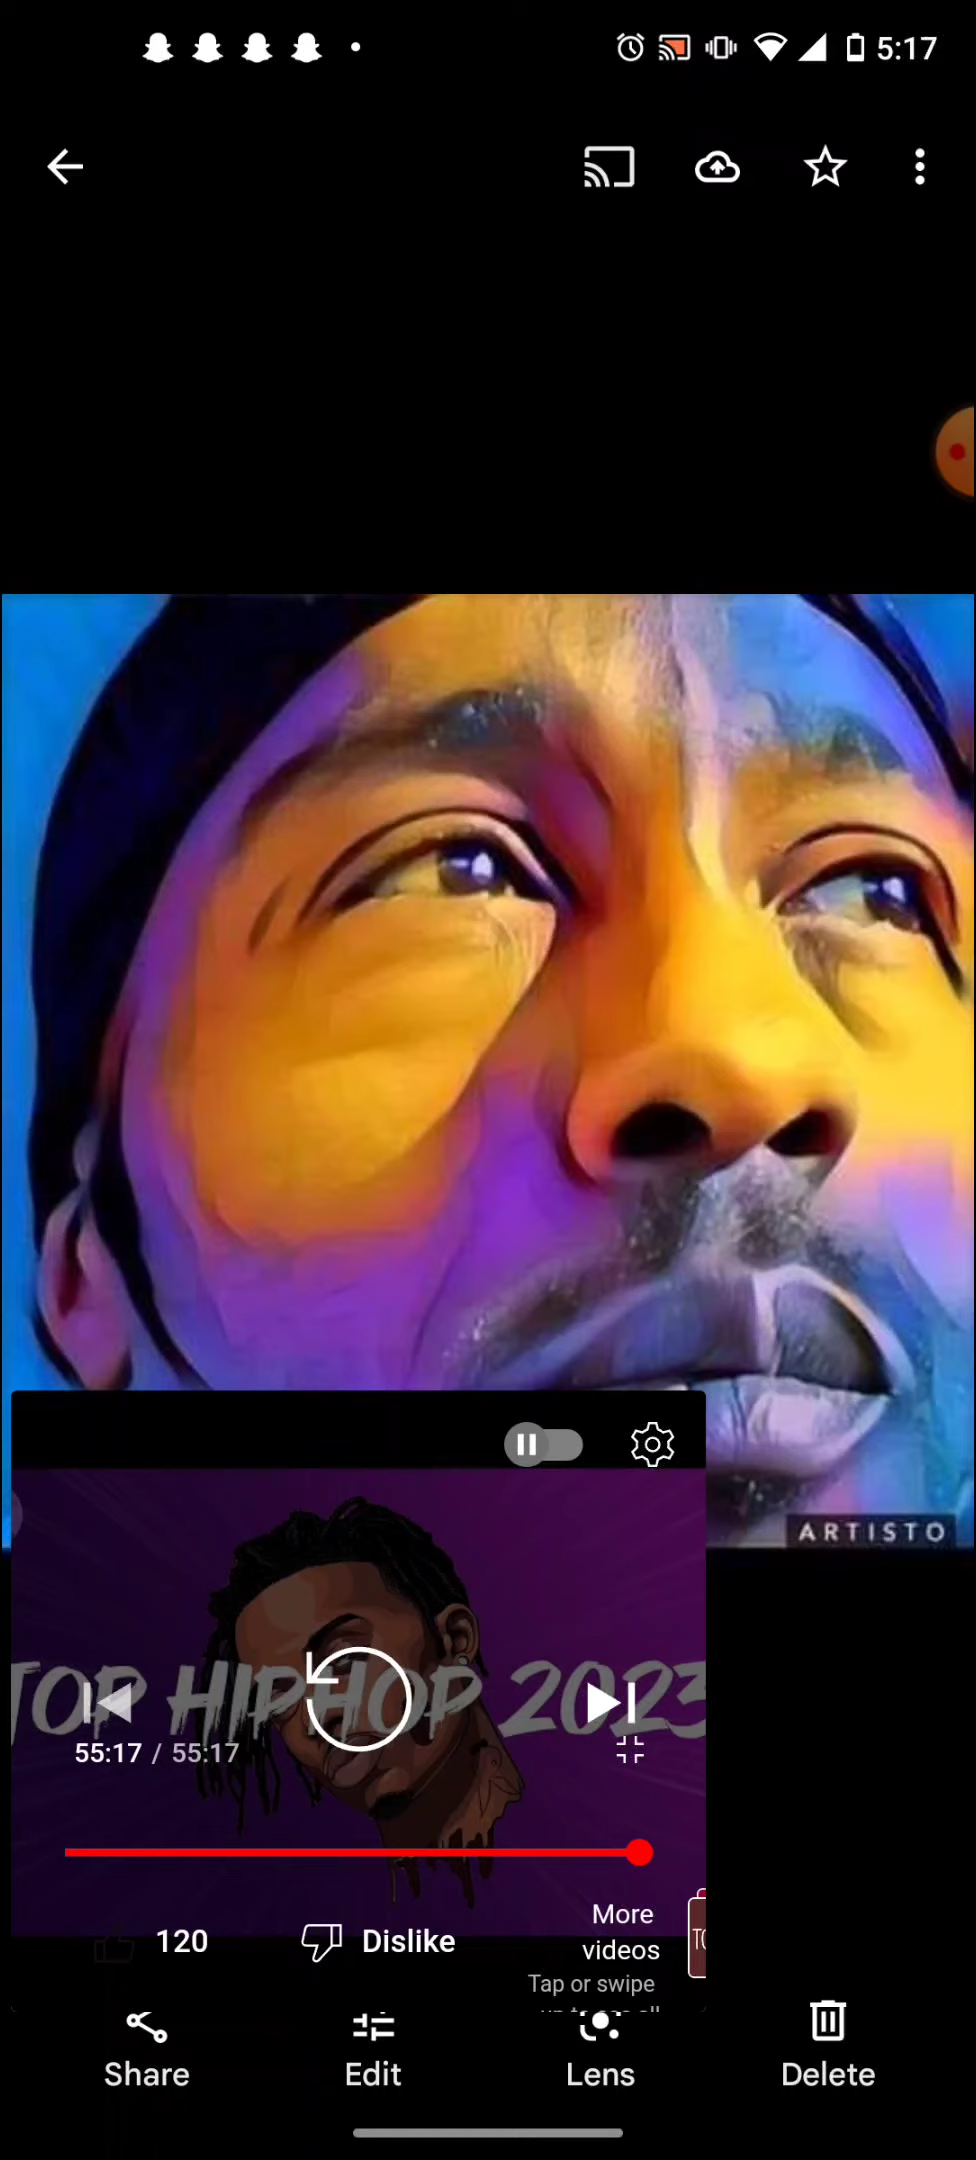 5:17
ARTISTO
TOP HIPHOP 2023
55:17 / 55:17
120
Dislike
More
videos
Tap or swipe
Share
Edit
Lens
Delete